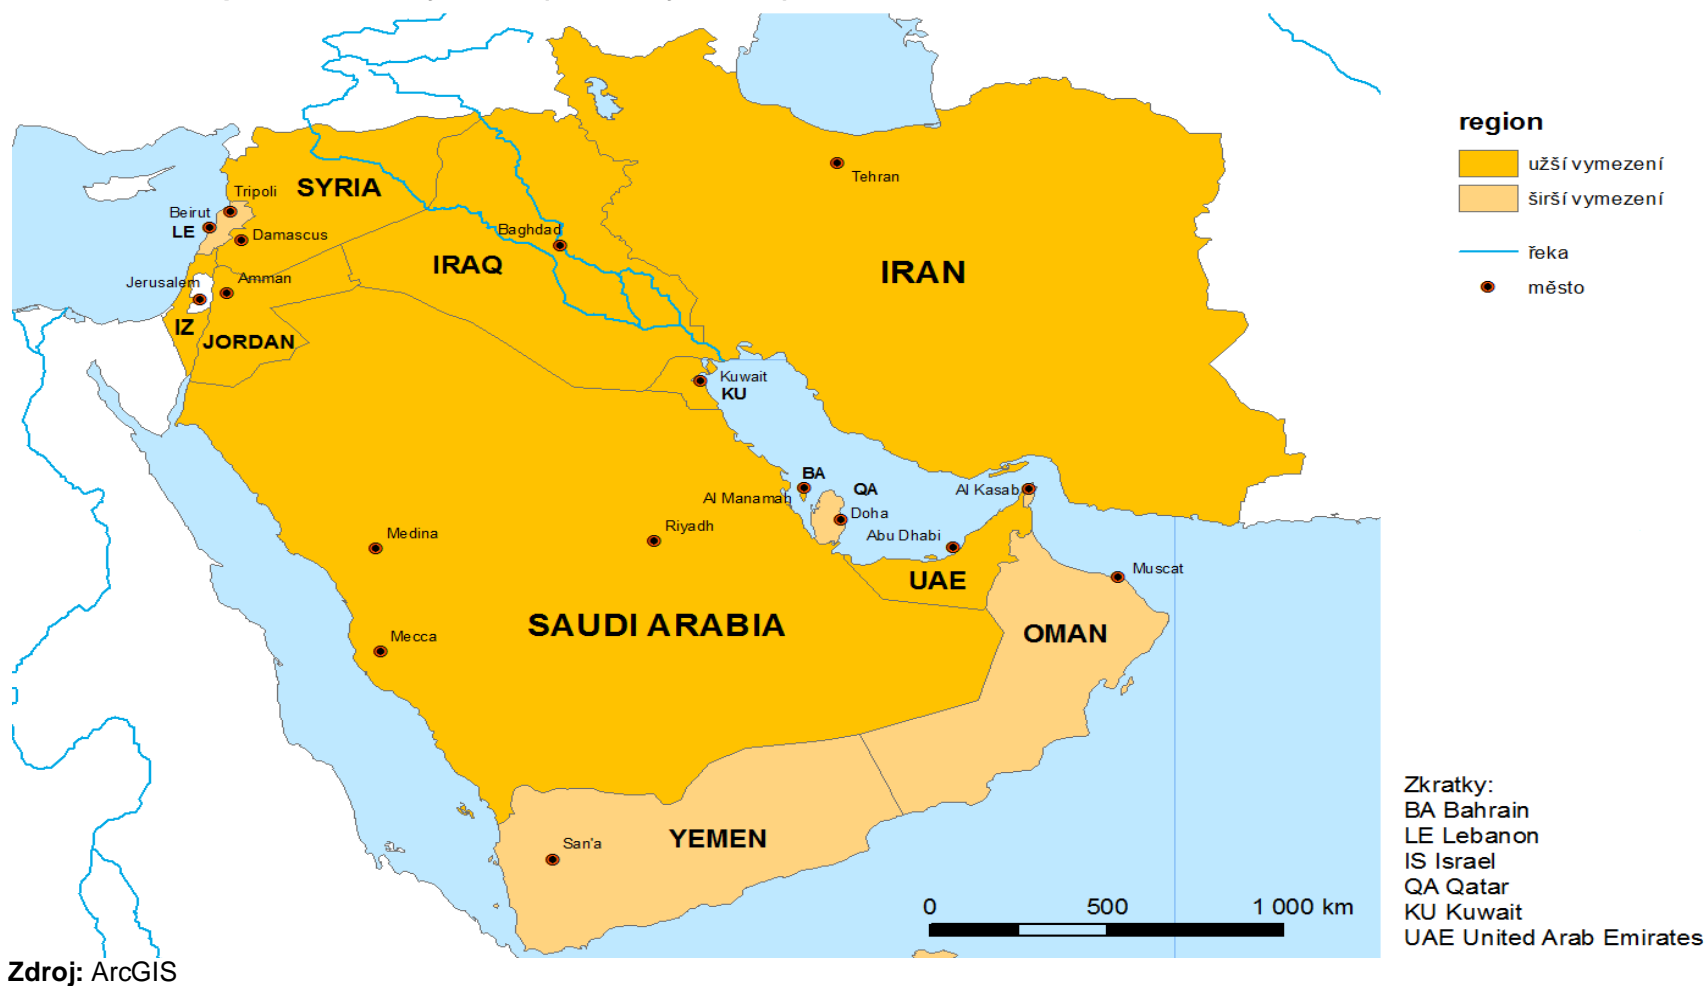 SYRIA
Tripoli
Beirut
LE
Damascus
Jerusalem
Amman
IZ
JORDAN
Baghdad
IRAQ
Tehran
IRAN
Kuwait
KU
BA
Al Manamah
QA
Doha
Al Kasab
Abu Dhabi
UAE
Muscat
OMAN
Medina
Riyadh
Mecca
SAUDI ARABIA
San'a
YEMEN
0 500 1 000 km
region
užší vymezení
širší vymezení
řeka
město
Zkratky:
BA Bahrain
LE Lebanon
IS Israel
QA Qatar
KU Kuwait
UAE United Arab Emirates
Zdroj: ArcGIS